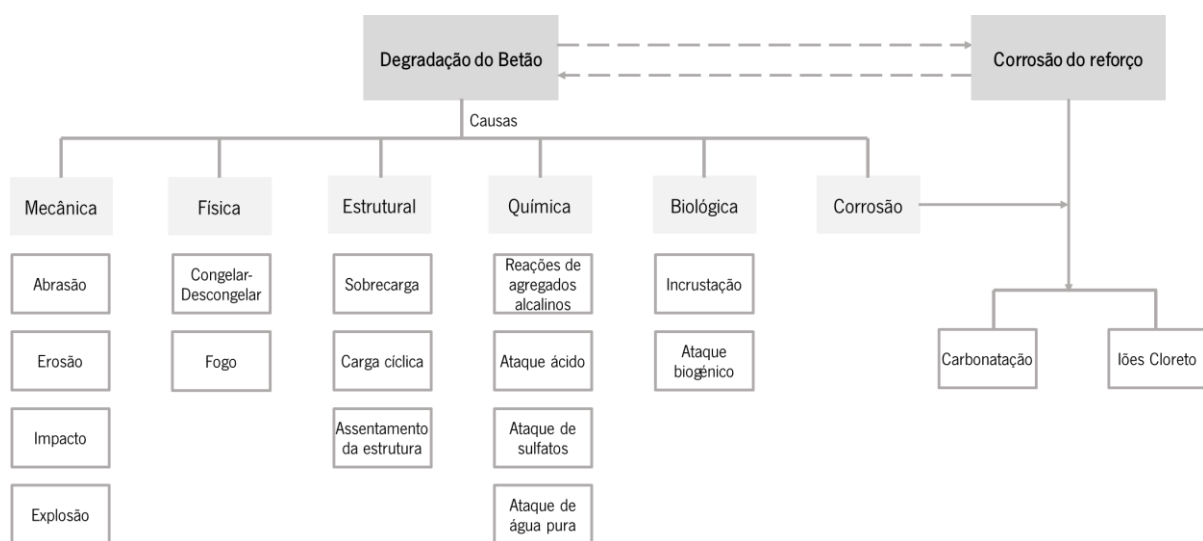 Degradação do Betão
Corrosão do reforço
Causas
Mecânica
Física
Estrutural
Química
Biológica
Corrosão
Abrasão
Congelar-
Descongelar
Sobrecarga
Reações de
agregados
alcalinos
Incrustação
Erosão
Fogo
Carga cíclica
Ataque ácido
Ataque
biogénico
Carbonatação
Iões Cloreto
Impacto
Assentamento
da estrutura
Ataque de
sulfatos
Explosão
Ataque de
água pura